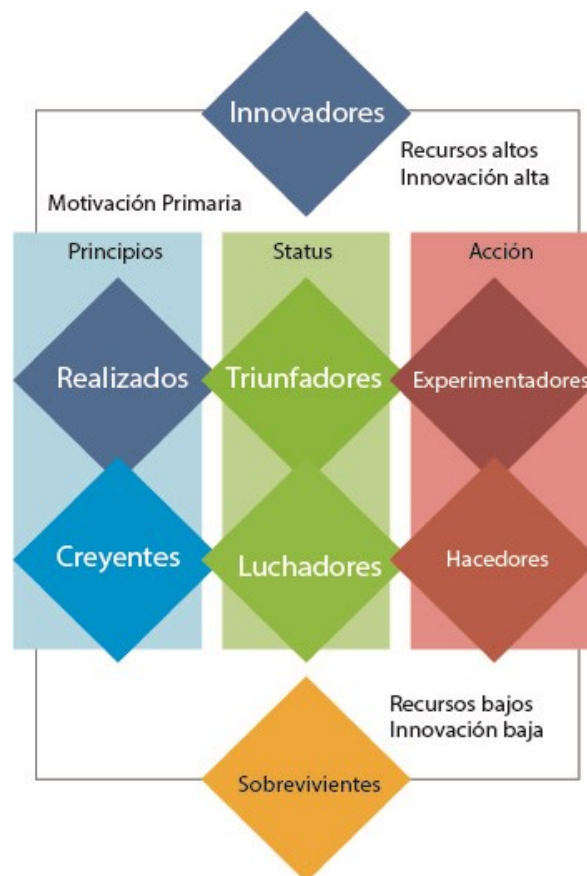 Innovadores
Recursos altos
Innovación alta
Motivación Primaria
Principios
Status
Acción
Realizados
Triunfadores
Experimentadores
Creyentes
Luchadores
Hacedores
Recursos bajos
Innovación baja
Sobrevivientes